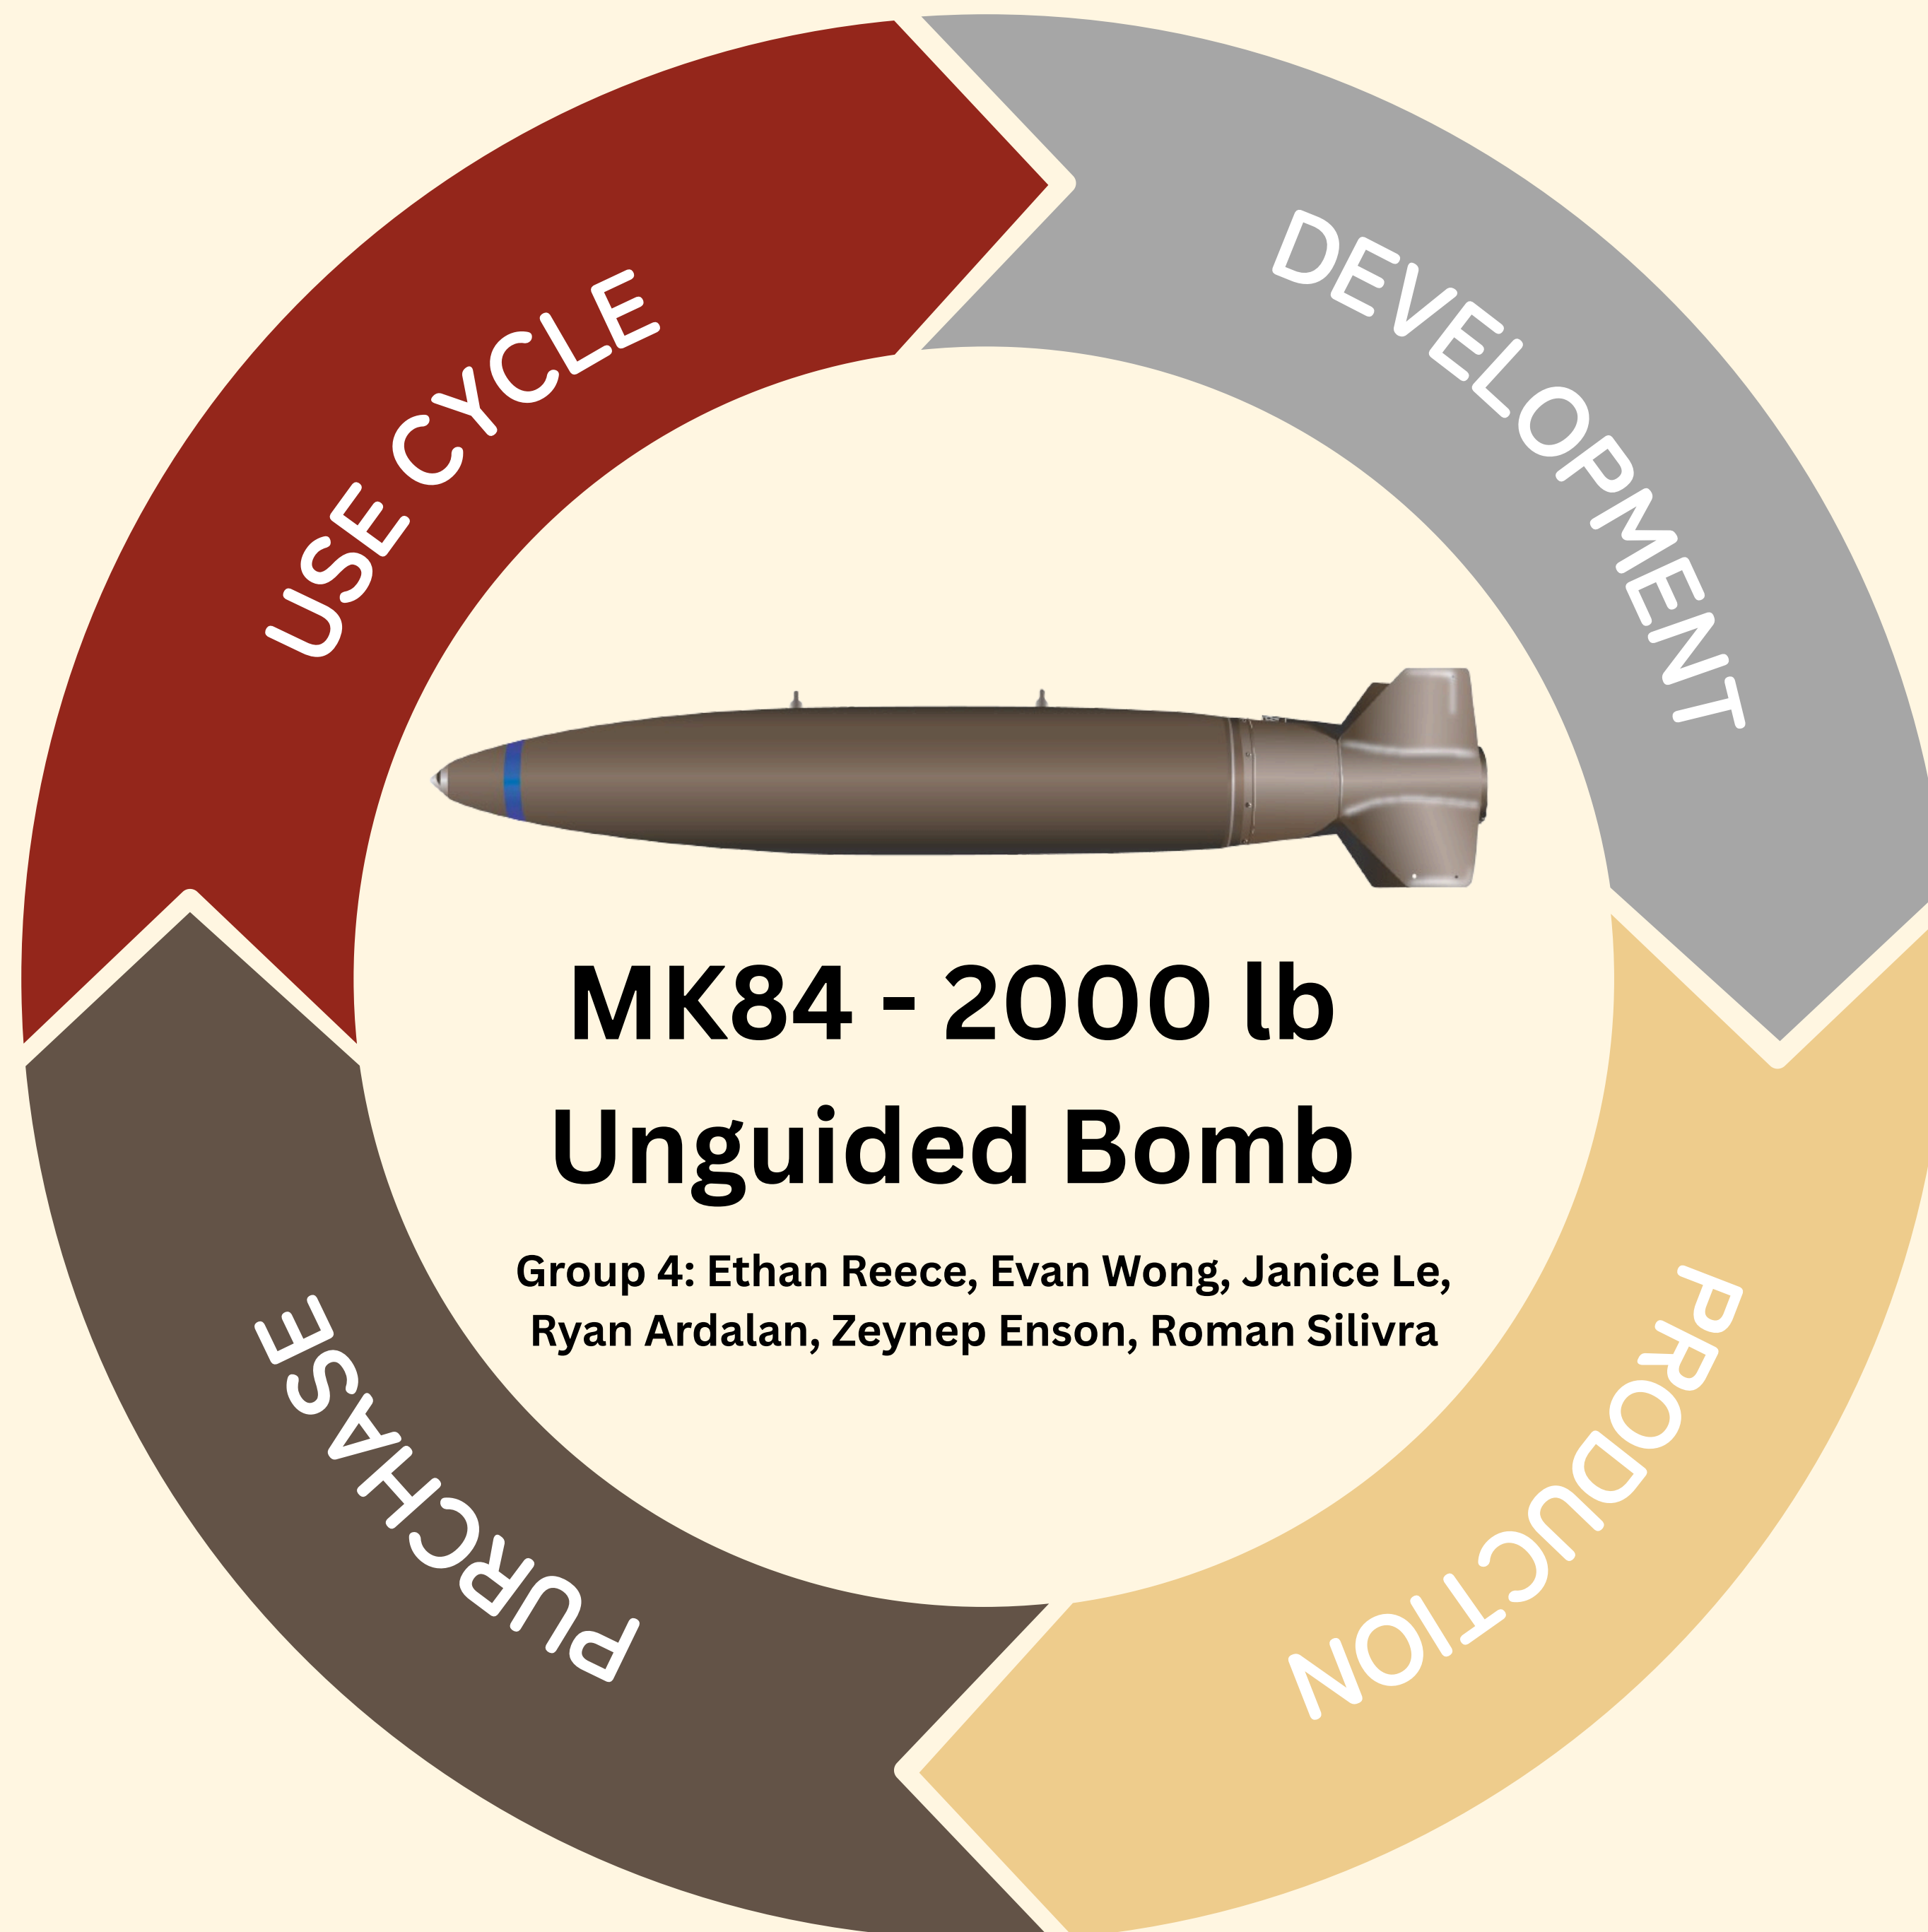 USE CYCLE
DEVELOPMENT
MK84 - 2000 lb
Unguided Bomb
Group 4: Ethan Reece, Evan Wong, Janice Le,
Ryan Ardalan, Zeynep Enson, Roman Silivra
PURCHASE
PRODUCTION